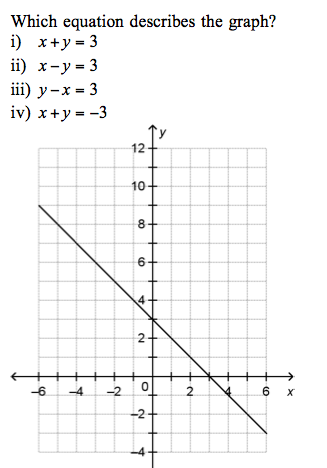 Which equation describes the graph?
i) x+y = 3
ii) x−y = 3
iii) y−x = 3
iv) x+y = −3
y
12
10
8
6
4
2
-6 -4 -2 0 2 4 6 x
-2
-4